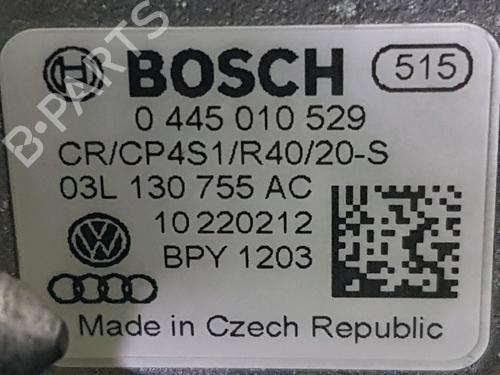 BOSCH 515
0 445 010 529
CR/CP4S1/R40/20-S
03L 130 755 AC
10 220212
BPY 1203
Made in Czech Republic
B-PARTS